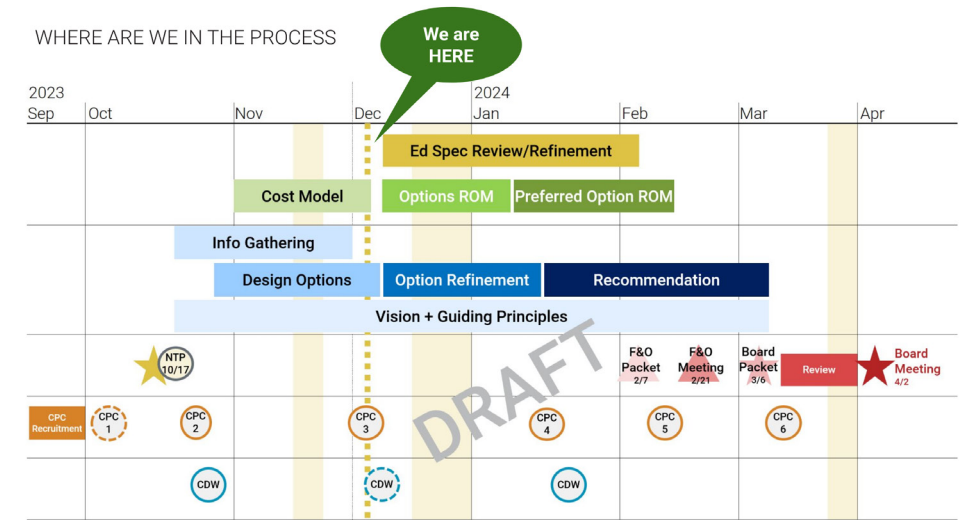 WHERE ARE WE IN THE PROCESS
We are
HERE
2023
2024
Sep
Oct
Nov
Dec
Jan
Feb
Mar
Apr
Ed Spec Review/Refinement
Cost Model
Options ROM
Preferred Option ROM
Info Gathering
Design Options
Option Refinement
Recommendation
Vision + Guiding Principles
NTP
10/17
F&O
Packet
2/7
F&O
Meeting
2/21
Board
Packet
3/6
Review
Board
Meeting
4/2
DRAFT
CPC
Recruitment
CPC
1
CPC
2
CPC
3
CPC
4
CPC
5
CPC
6
CDW
CDW
CDW